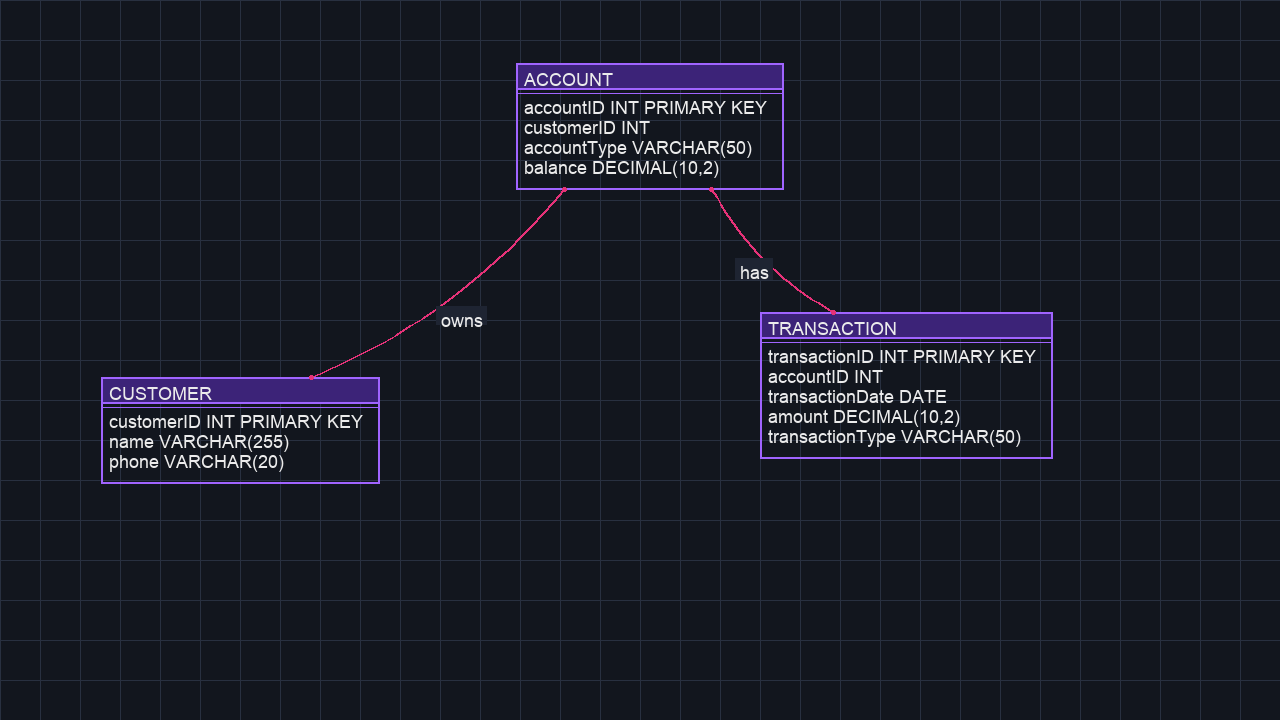 ACCOUNT
accountID INT PRIMARY KEY
customerID INT
accountType VARCHAR(50)
balance DECIMAL(10,2)
has
owns
TRANSACTION
transactionID INT PRIMARY KEY
accountID INT
transactionDate DATE
amount DECIMAL(10,2)
transactionType VARCHAR(50)
CUSTOMER
customerID INT PRIMARY KEY
name VARCHAR(255)
phone VARCHAR(20)